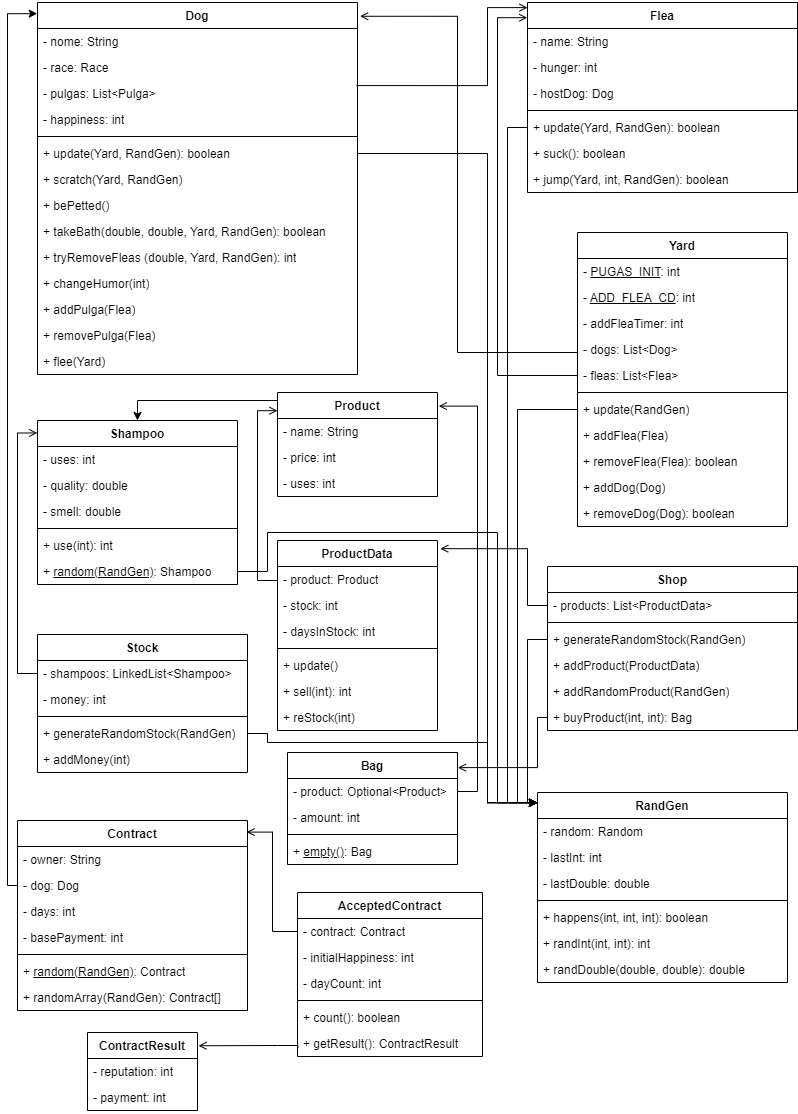 Dog
- nome: String
- race: Race
- pulgas: List<Pulga>
- happiness: int
+ update(Yard, RandGen): boolean
+ scratch(Yard, RandGen)
+ bePetted()
+ takeBath(double, double, Yard, RandGen): boolean
+ tryRemoveFleas (double, Yard, RandGen): int
+ changeHumor(int)
+ addPulga(Flea)
+ removePulga(Flea)
+ flee(Yard)
Flea
- name: String
- hunger: int
- hostDog: Dog
+ update(Yard, RandGen): boolean
+ suck(): boolean
+ jump(Yard, int, RandGen): boolean
Yard
- PUGAS_INIT: int
- ADD_FLEA_CD: int
- addFleaTimer: int
- dogs: List<Dog>
- fleas: List<Flea>
+ update(RandGen)
+ addFlea(Flea)
+ removeFlea(Flea): boolean
+ addDog(Dog)
+ removeDog(Dog): boolean
Product
- name: String
- price: int
- uses: int
Shampoo
- uses: int
- quality: double
- smell: double
+ use(int): int
+ random(RandGen): Shampoo
ProductData
- product: Product
- stock: int
- daysInStock: int
+ update()
+ sell(int): int
+ reStock(int)
Shop
- products: List<ProductData>
+ generateRandomStock(RandGen)
+ addProduct(ProductData)
+ addRandomProduct(RandGen)
+ buyProduct(int, int): Bag
Stock
- shampoos: LinkedList<Shampoo>
- money: int
+ generateRandomStock(RandGen)
+ addMoney(int)
Bag
- product: Optional<Product>
- amount: int
+ empty(): Bag
RandGen
- random: Random
- lastInt: int
- lastDouble: double
+ happens(int, int, int): boolean
+ randInt(int, int): int
+ randDouble(double, double): double
Contract
- owner: String
- dog: Dog
- days: int
- basePayment: int
+ random(RandGen): Contract
+ randomArray(RandGen): Contract[]
AcceptedContract
- contract: Contract
- initialHappiness: int
- dayCount: int
+ count(): boolean
+ getResult(): ContractResult
ContractResult
- reputation: int
- payment: int